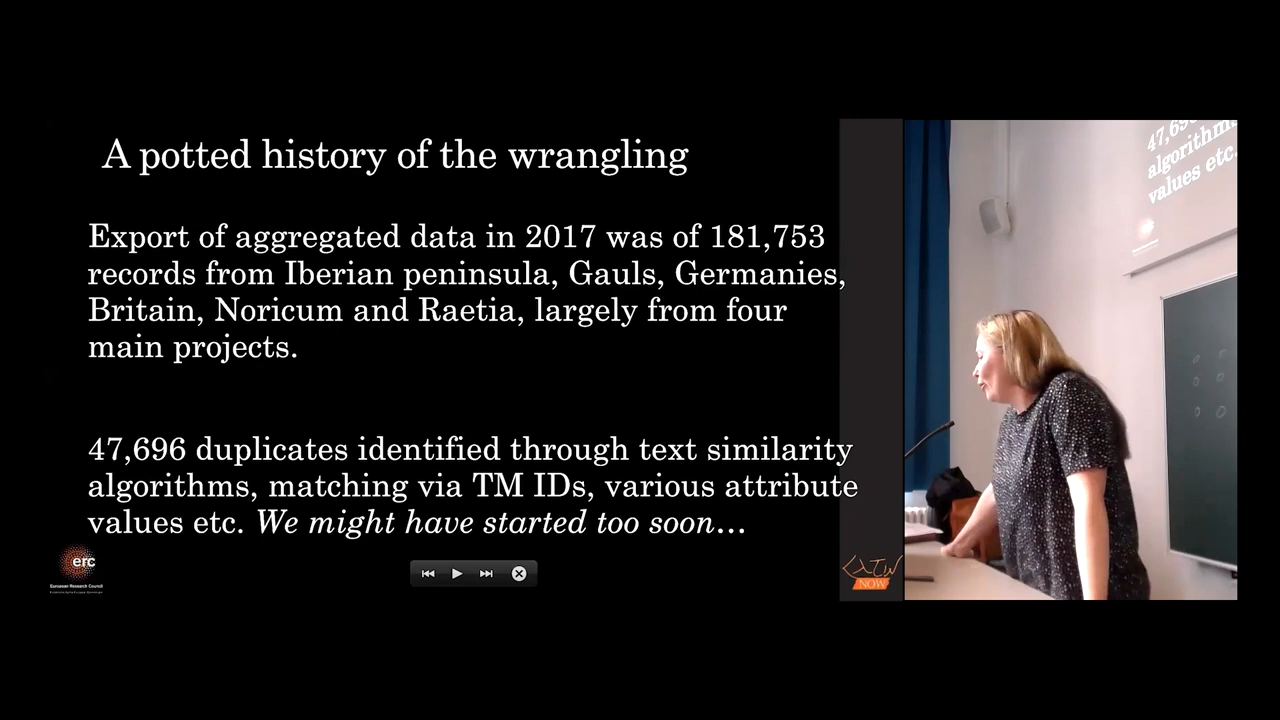 A potted history of the wrangling
Export of aggregated data in 2017 was of 181,753
records from Iberian peninsula, Gauls, Germanies,
Britain, Noricum and Raetia, largely from four
main projects.
47,696 duplicates identified through text similarity
algorithms, matching via TM IDs, various attribute
values etc. We might have started too soon…
erc
European Research Council
NOW
algorithms
values etc.